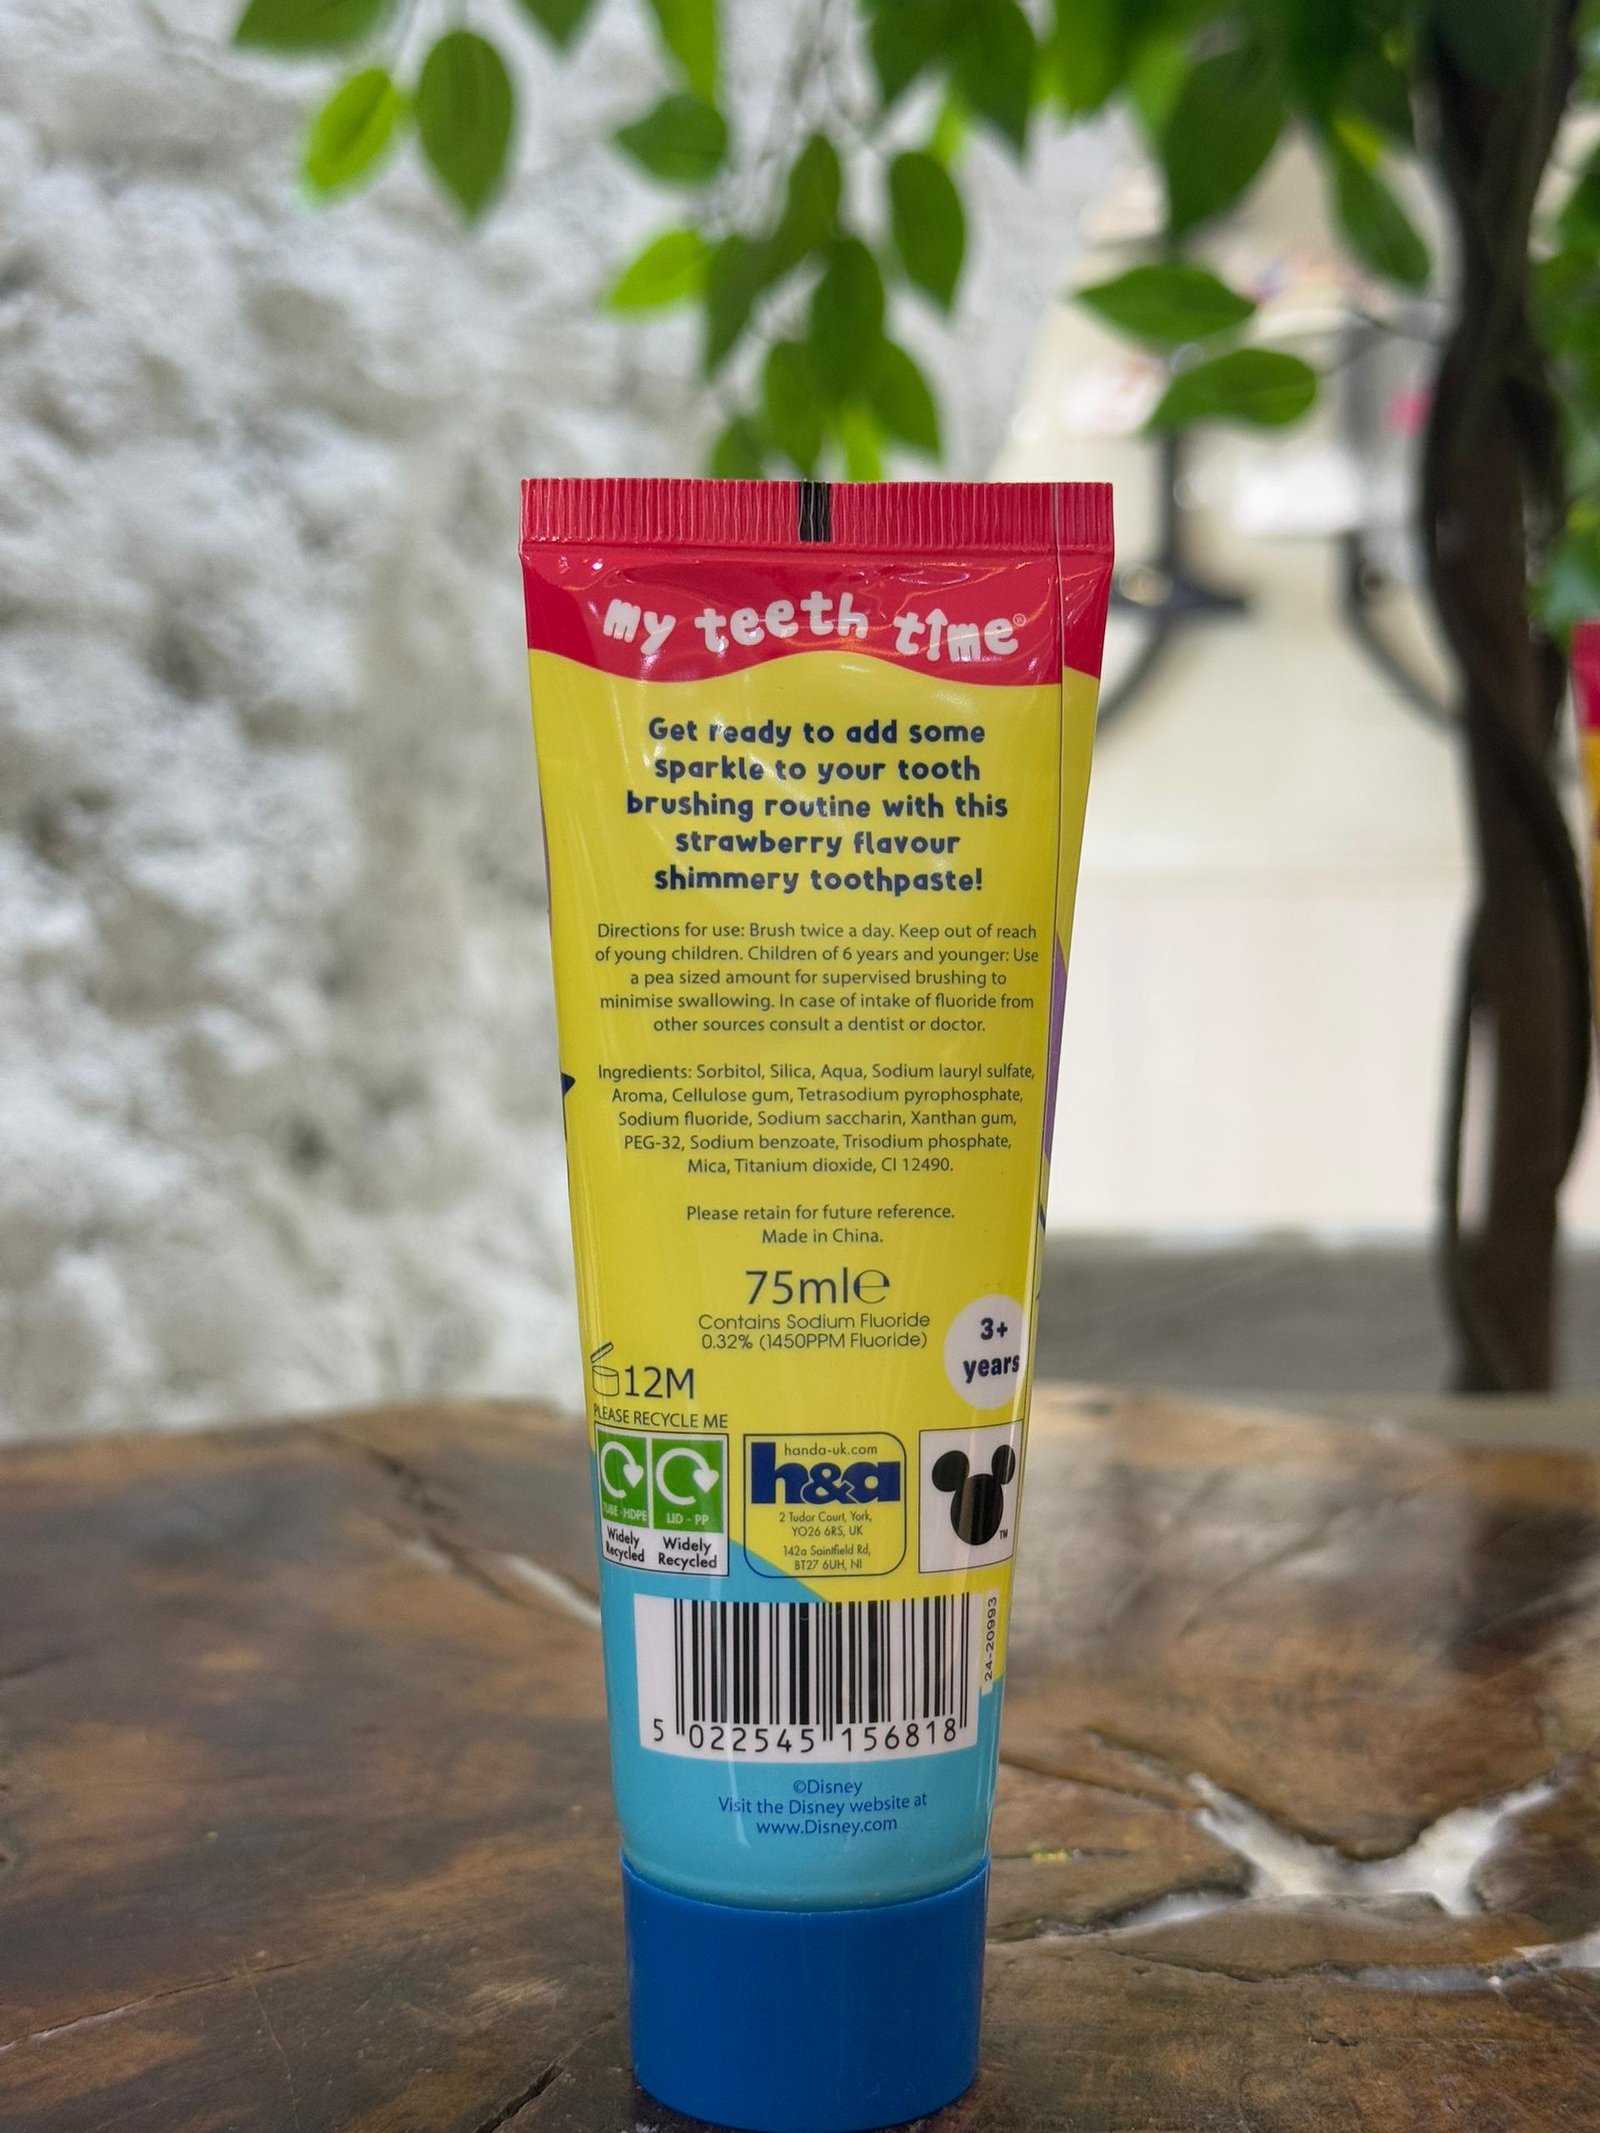 my teeth time®
Get ready to add some
sparkle to your tooth
brushing routine with this
strawberry flavour
shimmery toothpaste!
Directions for use: Brush twice a day. Keep out of reach
of young children. Children of 6 years and younger: Use
a pea sized amount for supervised brushing to
minimise swallowing. In case of intake of fluoride from
other sources consult a dentist or doctor.
Ingredients: Sorbitol, Silica, Aqua, Sodium lauryl sulfate,
Aroma, Cellulose gum, Tetrasodium pyrophosphate,
Sodium fluoride, Sodium saccharin, Xanthan gum,
PEG-32, Sodium benzoate, Trisodium phosphate,
Mica, Titanium dioxide, CI 12490.
Please retain for future reference.
Made in China.
75ml℮
Contains Sodium Fluoride
0.32% (1450PPM Fluoride)
3+
years
12M
PLEASE RECYCLE ME
TUBE - HDPE
Widely
Recycled
LID - PP
Widely
Recycled
handa-uk.com
h&a
2 Tudor Court, York,
YO26 6RS, UK
142a Saintfield Rd,
BT27 6UH, NI
TM
24-20993
5 022545 156818
©Disney
Visit the Disney website at
www.Disney.com